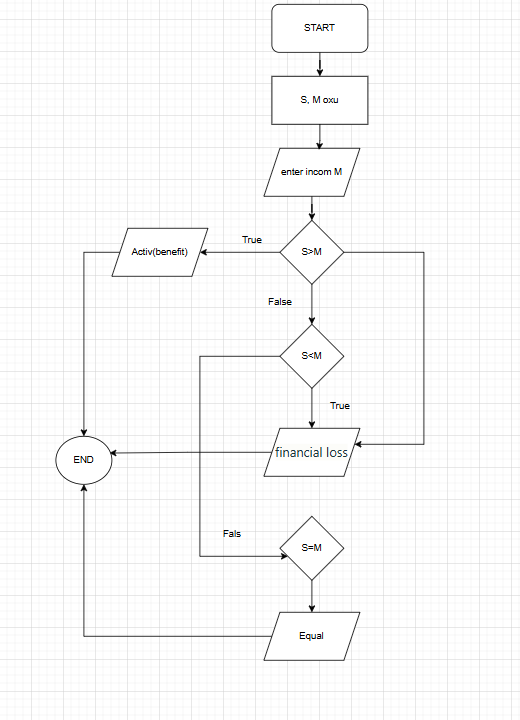 START
S, M oxu
enter incom M
True
S>M
Activ(benefit)
False
S<M
True
financial loss
END
Fals
S=M
Equal